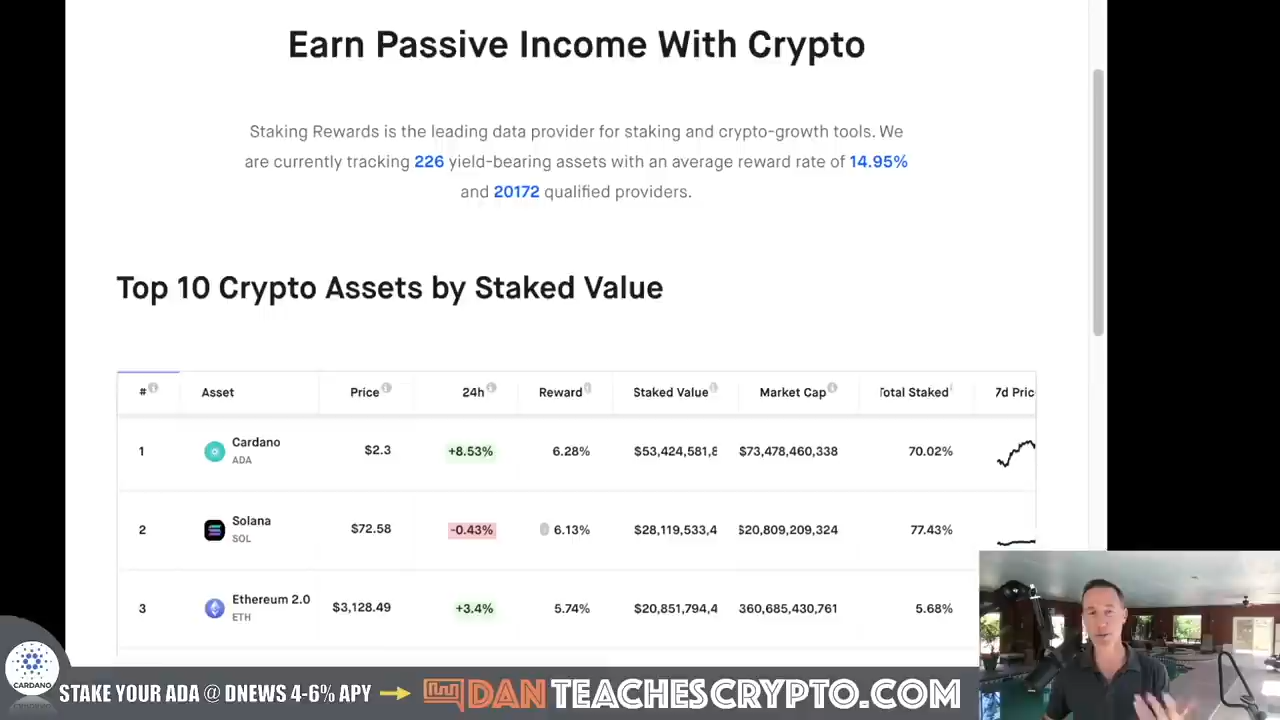 Earn Passive Income With Crypto
Staking Rewards is the leading data provider for staking and crypto-growth tools. We
are currently tracking 226 yield-bearing assets with an average reward rate of 14.95%
and 20172 qualified providers.
Top 10 Crypto Assets by Staked Value
# Asset Price 24h Reward Staked Value Market Cap Total Staked 7d Pric
1 Cardano ADA $2.3 +8.53% 6.28% $53,424,581,8 $73,478,460,338 70.02%
2 Solana SOL $72.58 -0.43% 6.13% $28,119,533,4 $20,809,209,324 77.43%
3 Ethereum 2.0 ETH $3,128.49 +3.4% 5.74% $20,851,794,4 360,685,430,761 5.68%
CARDANO
STAKE YOUR ADA @ DNEWS 4-6% APY DANTEACHESCRYPTO.COM